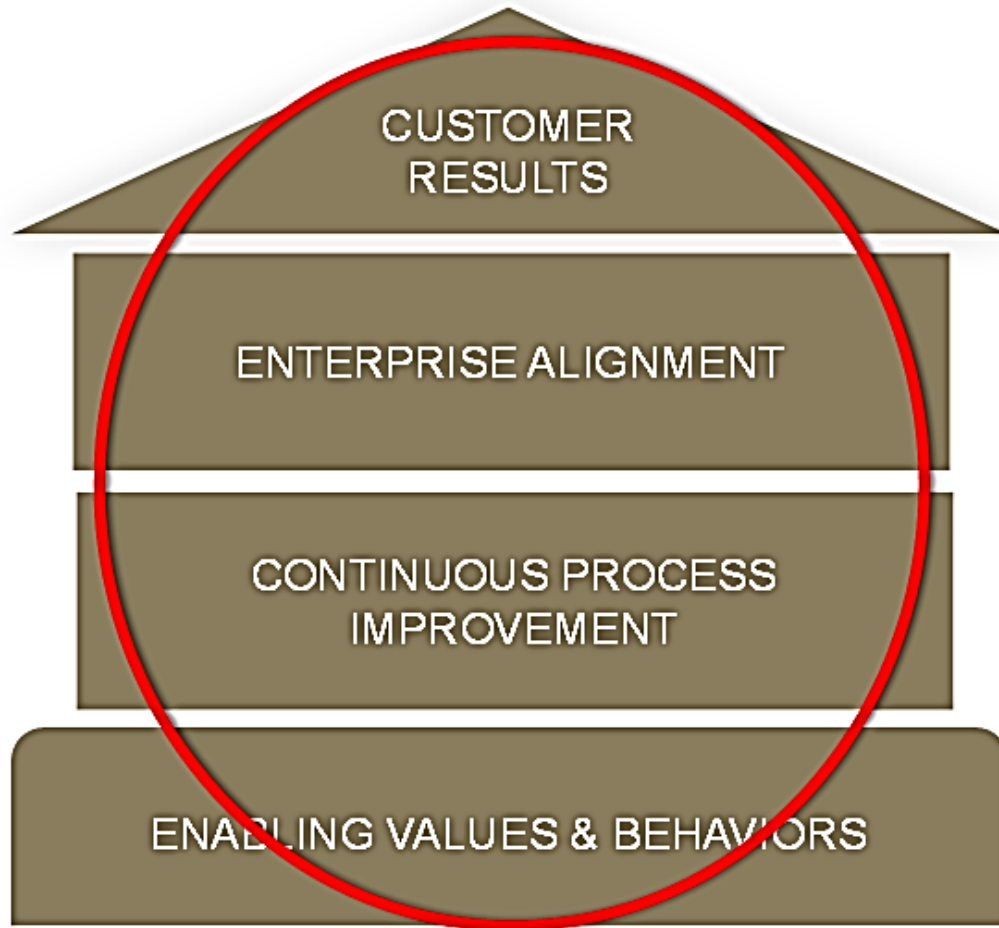 CUSTOMER
RESULTS
ENTERPRISE ALIGNMENT
CONTINUOUS PROCESS
IMPROVEMENT
ENABLING VALUES & BEHAVIORS